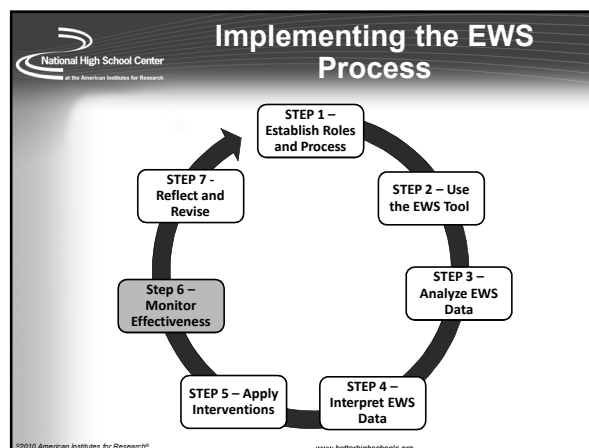 National High School Center
at the American Institutes for Research
Implementing the EWS
Process
STEP 1 –
Establish Roles
and Process
STEP 2 – Use
the EWS Tool
STEP 3 –
Analyze EWS
Data
STEP 4 –
Interpret EWS
Data
STEP 5 – Apply
Interventions
Step 6 –
Monitor
Effectiveness
STEP 7 -
Reflect and
Revise
©2010 American Institutes for Research®
www.betterhighschools.org